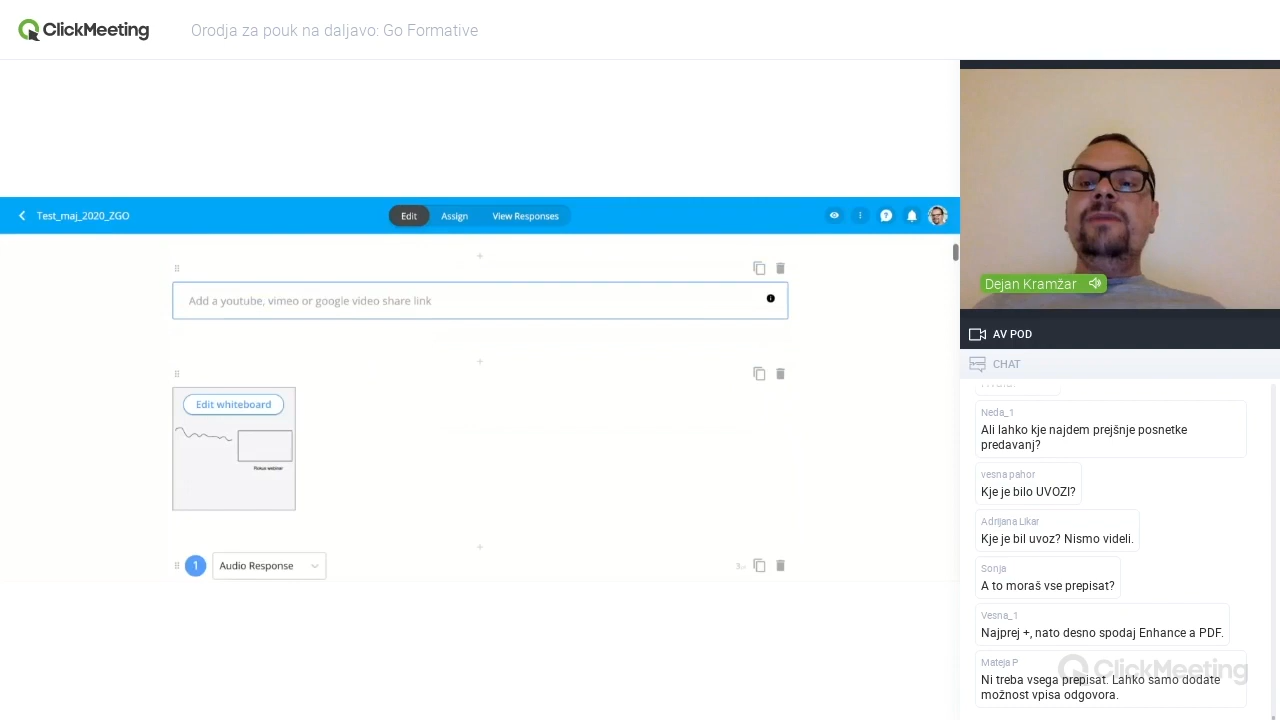 ClickMeeting
Orodja za pouk na daljavo: Go Formative
Test_maj_2020_ZGO
Edit
Assign
View Responses
Add a youtube, vimeo or google video share link
Edit whiteboard
1
Audio Response
Dejan Kramžar
AV POD
CHAT
Neda_1
Ali lahko kje najdem prejšnje posnetke
predavanj?
vesna pahor
Kje je bilo UVOZI?
Adrijana Likar
Kje je bil uvoz? Nismo videli.
Sonja
A to moraš vse prepisat?
Vesna_1
Najprej +, nato desno spodaj Enhance a PDF.
Mateja P
Ni treba vsega prepisat. Lahko samo dodate
možnost vpisa odgovora.
ClickMeeting